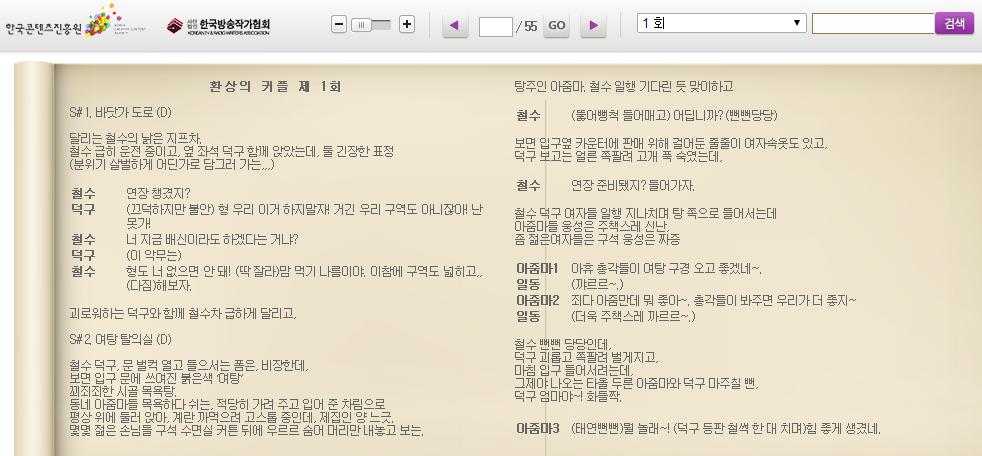 한국콘텐츠진흥원
KOREA CREATIVE CONTENT AGENCY
사단법인 한국방송작가협회
KOREAN TV & RADIO WRITERS ASSOCIATION
/ 55 GO
1 회
검색
환상의 커플 제 1회
S# 1. 바닷가 도로 (D)
달리는 철수의 낡은 지프차.
철수 급히 운전 중이고, 옆 좌석 덕구 함께 앉았는데, 둘 긴장한 표정
(분위기 살벌하게 어딘가로 담그러 가는...)
철수 연장 챙겼지?
덕구 (끄덕하지만 불안) 형 우리 이거 하지말자! 거긴 우리 구역도 아니잖아! 난
못가!
철수 너 지금 배신이라도 하겠다는 거냐?
덕구 (이 악무는)
철수 형도 너 없으면 안 돼! (딱 잘라)맘 먹기 나름이야. 이참에 구역도 넓히고..
(다짐)해보자.
괴로워하는 덕구와 함께 철수차 급하게 달리고,
S# 2. 여탕 탈의실 (D)
철수 덕구, 문 벌컥 열고 들으서는 폼은, 비장한데,
보면 입구 문에 쓰여진 붉은색 ‘여탕’
꾀죄죄한 시골 목욕탕.
동네 아줌마들 목욕하다 쉬는, 적당히 가려 주고 입어 준 차림으로
평상 위에 둘러 앉아, 계란 까먹으려 고스톱 중인데, 제집인 양 느긋,
몇몇 젊은 손님들 구석 수면실 커튼 뒤에 우르르 숨어 머리만 내놓고 보는,
탕주인 아줌마, 철수 일행 기다린 듯 맞이하고
철수 (뚫어뻥척 들어매고) 어딥니까? (뻔뻔당당)
보면 입구옆 카운터에 판매 위해 걸어둔 줄줄이 여자속옷도 있고,
덕구 보고는 얼른 쪽팔려 고개 푹 숙였는데,
철수 연장 준비됐지? 들어가자.
철수 덕구 여자들 일행 지나치며 탕 쪽으로 들어서는데
아줌마들 웅성은 주책스레 신난,
좀 젊은여자들은 구석 웅성은 짜증
아줌마1 아휴 총각들이 여탕 구경 오고 좋겠네~.
일동 (꺄르르~.)
아줌마2 죄다 아줌만데 뭐 좋아~. 총각들이 봐주면 우리가 더 좋지~
일동 (더욱 주책스레 까르르~.)
철수 뻔뻔 당당인데,
덕구 괴롭고 쪽팔려 벌게지고,
마침 입구 들어서려는데,
그제야 나오는 타올 두른 아줌마와 덕구 마주칠 뻔,
덕구 엄마야~! 화들짝.
아줌마3 (태연뻔뻔)뭘 놀래~! (덕구 등판 철썩 한 대 치며)힘 좋게 생겼네.